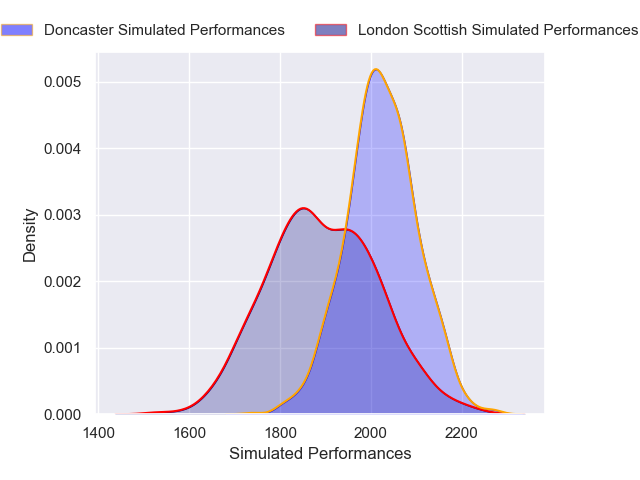 Doncaster Simulated Performances London Scottish Simulated Performances
0.005
0.004
0.003
0.002
0.001
0.000
Density
1400 1600 1800 2000 2200
Simulated Performances